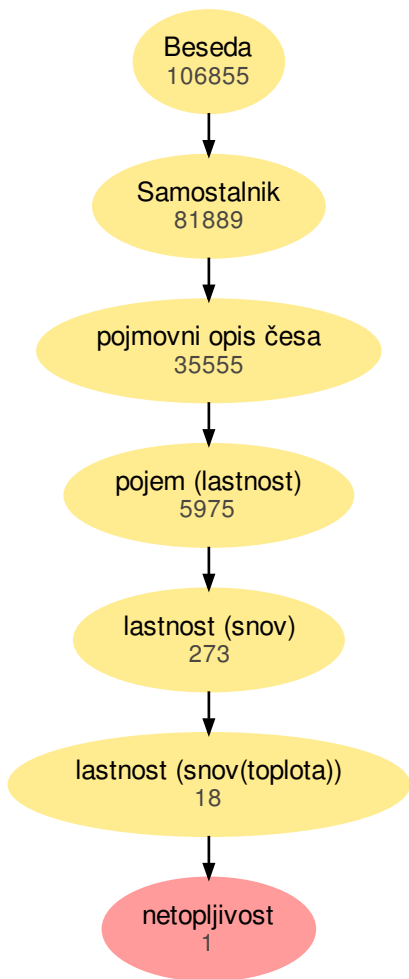 Beseda
106855
Samostalnik
81889
pojmovni opis česa
35555
pojem (lastnost)
5975
lastnost (snov)
273
lastnost (snov(toplota))
18
netopljivost
1